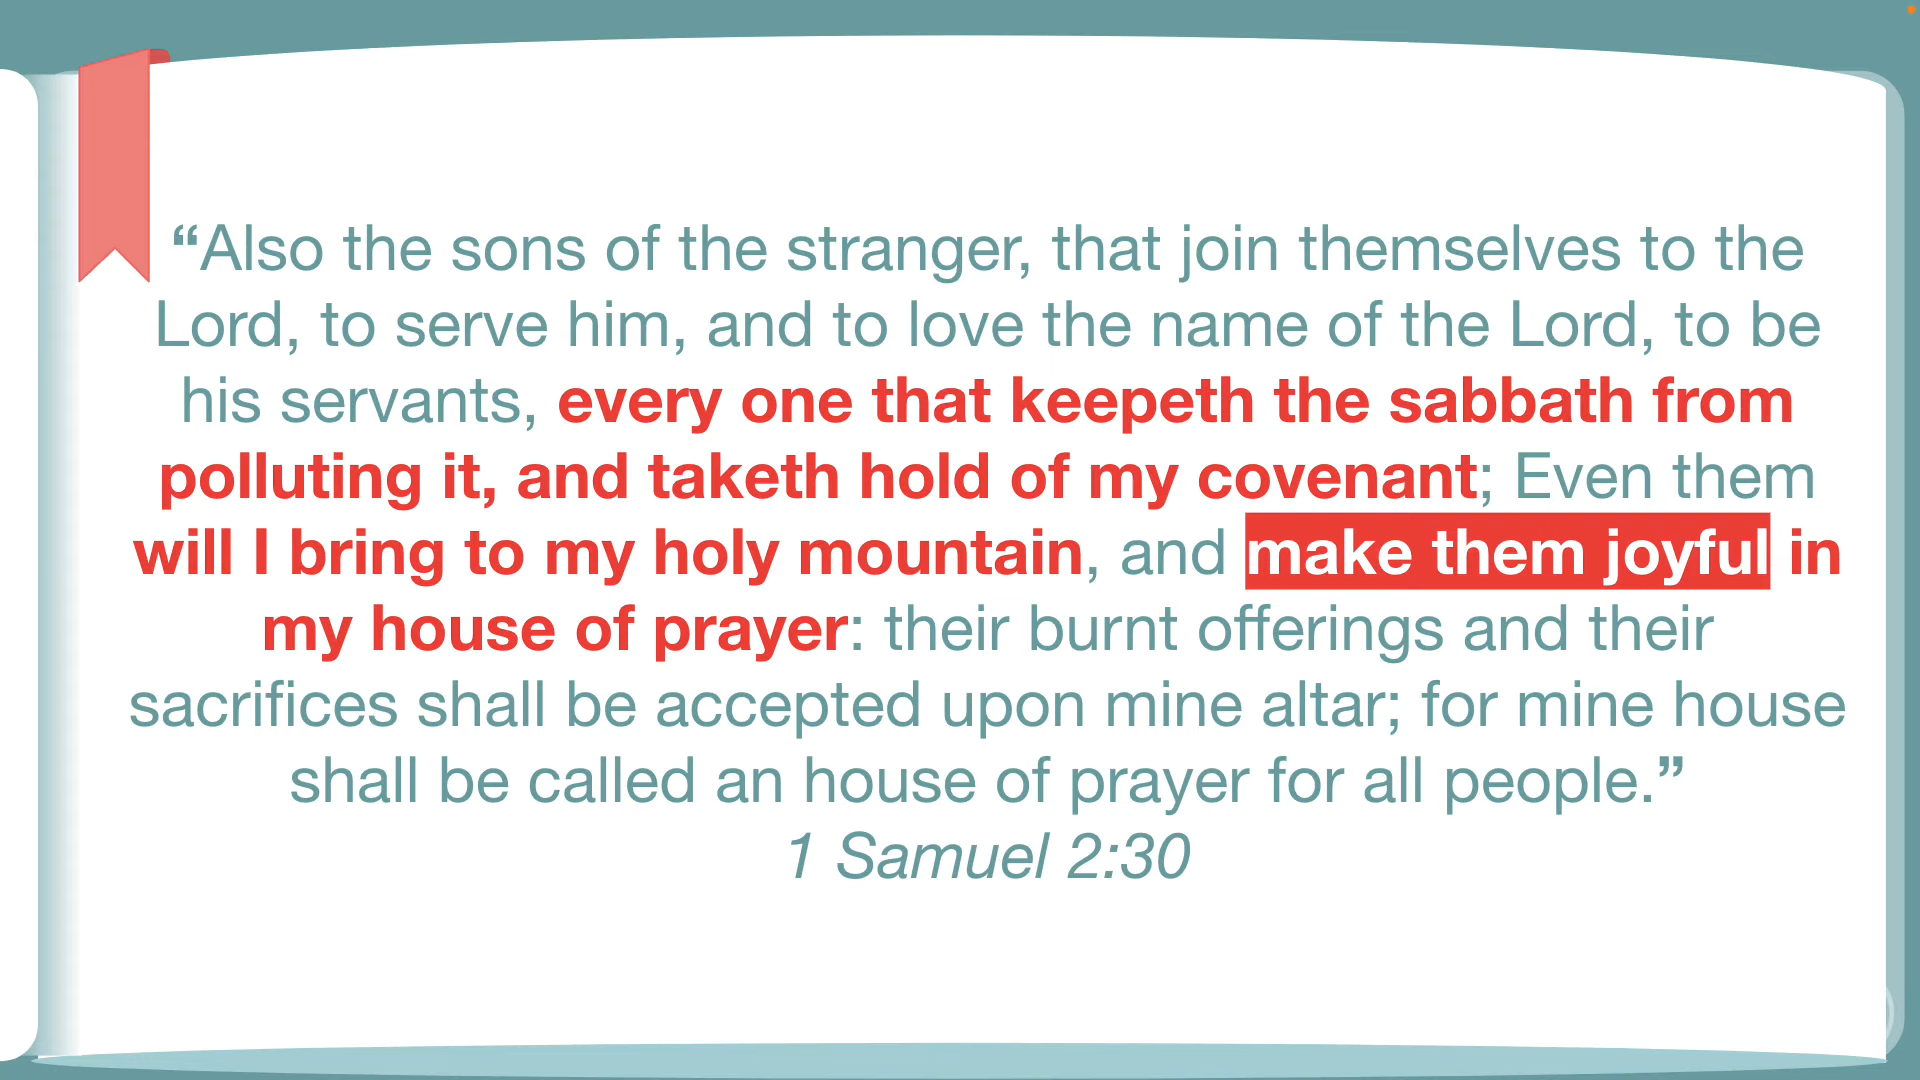 “Also the sons of the stranger, that join themselves to the
Lord, to serve him, and to love the name of the Lord, to be
his servants, every one that keepeth the sabbath from
polluting it, and taketh hold of my covenant; Even them
will I bring to my holy mountain, and make them joyful in
my house of prayer: their burnt offerings and their
sacrifices shall be accepted upon mine altar; for mine house
shall be called an house of prayer for all people.”
1 Samuel 2:30